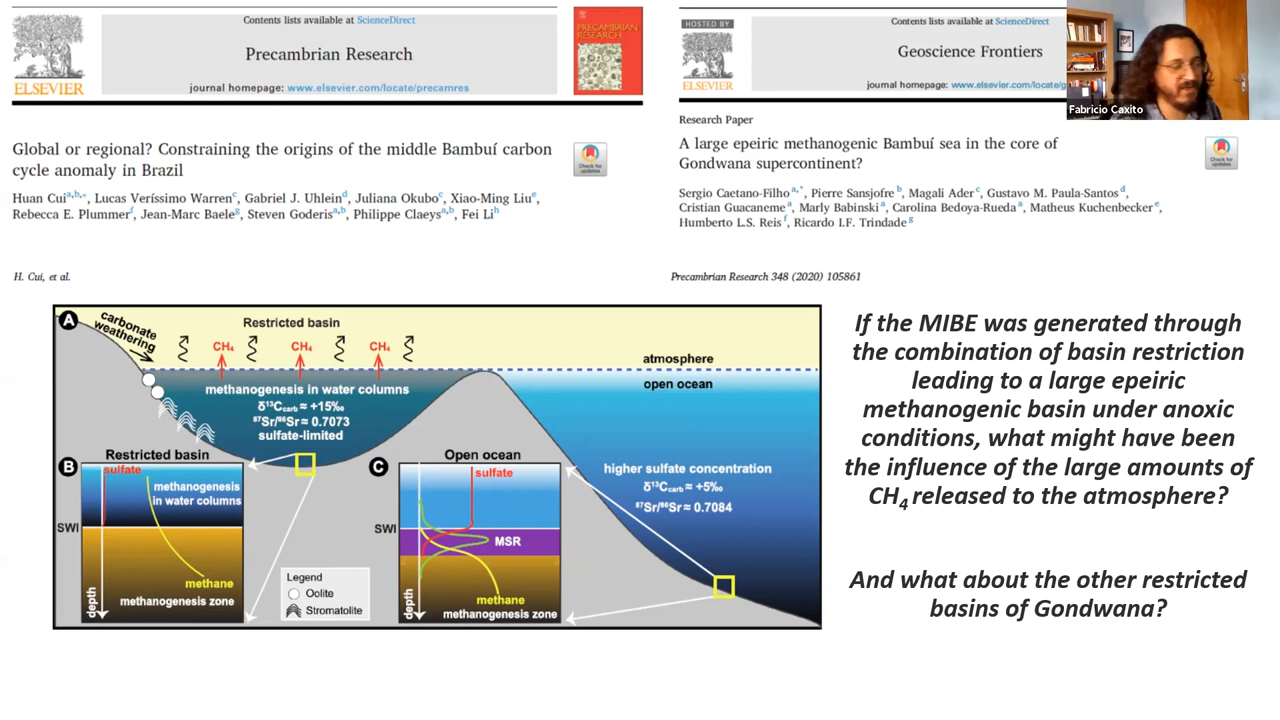 Contents lists available at ScienceDirect
Precambrian Research
journal homepage: www.elsevier.com/locate/precamres
ELSEVIER
PRECAMBRIAN
RESEARCH
Global or regional? Constraining the origins of the middle Bambuí carbon
cycle anomaly in Brazil
Check for
updates
Huan Cui a,b,*, Lucas Veríssimo Warren c, Gabriel J. Uhlein d, Juliana Okubo c, Xiao-Ming Liu e,
Rebecca E. Plummer f, Jean-Marc Baele g, Steven Goderis a,b, Philippe Claeys a,b, Fei Li h
HOSTED BY
Contents lists available at ScienceDirect
Geoscience Frontiers
journal homepage: www.elsevier.com/locate/g
ELSEVIER
Fabricio Caxito
Research Paper
A large epeiric methanogenic Bambuí sea in the core of
Gondwana supercontinent?
Check for
updates
Sergio Caetano-Filho a,*, Pierre Sansjofre b, Magali Ader c, Gustavo M. Paula-Santos d,
Cristian Guacaneme a, Marly Babinski a, Carolina Bedoya-Rueda a, Matheus Kuchenbecker e,
Humberto L.S. Reis f, Ricardo I.F. Trindade g
H. Cui, et al.
Precambrian Research 348 (2020) 105861
A
carbonate
weathering
Restricted basin
CH4
CH4
CH4
atmosphere
open ocean
methanogenesis in water columns
δ13Ccarb ≈ +15‰
87Sr/86Sr ≈ 0.7073
sulfate-limited
B
Restricted basin
sulfate
methanogenesis
in water columns
SWI
methane
methanogenesis zone
depth
Legend
Oolite
Stromatolite
C
Open ocean
sulfate
SWI
MSR
methane
methanogenesis zone
depth
higher sulfate concentration
δ13Ccarb ≈ +5‰
87Sr/86Sr ≈ 0.7084
If the MIBE was generated through
the combination of basin restriction
leading to a large epeiric
methanogenic basin under anoxic
conditions, what might have been
the influence of the large amounts of
CH4 released to the atmosphere?
And what about the other restricted
basins of Gondwana?